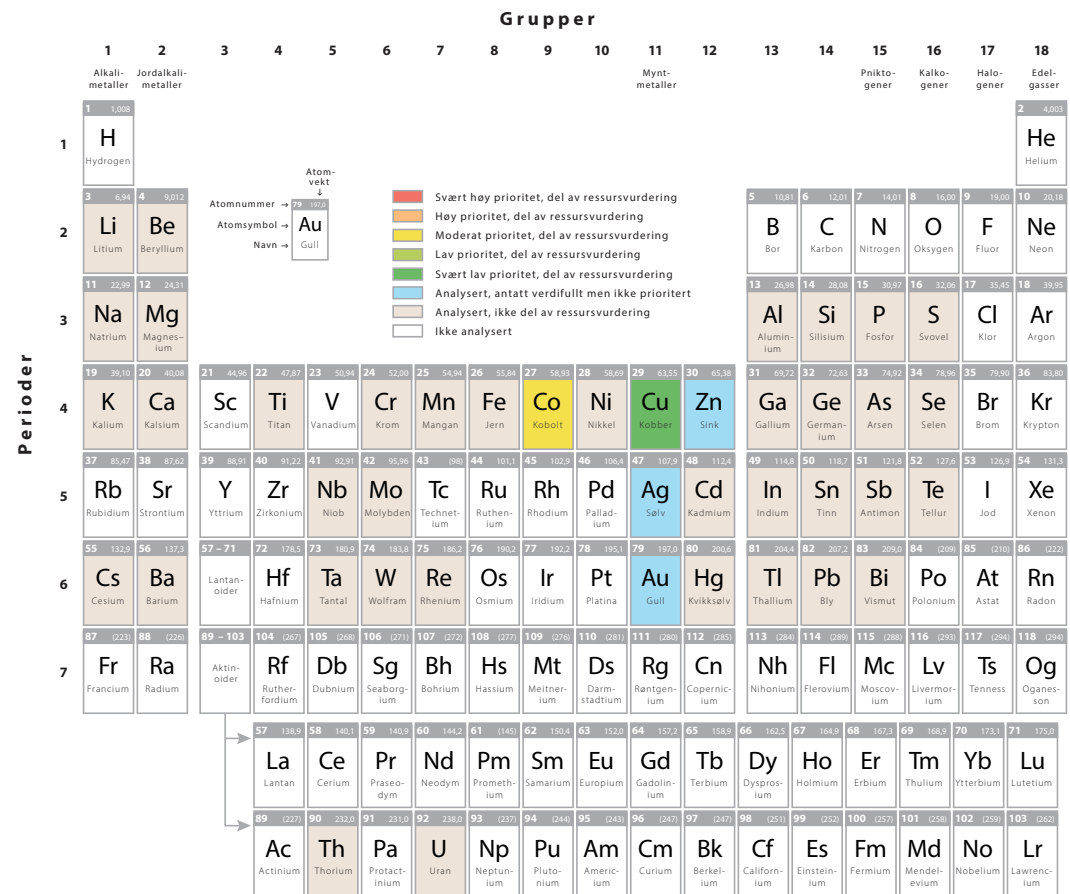 Grupper
1 2 3 4 5 6 7 8 9 10 11 12 13 14 15 16 17 18
Alkali-
metaller
Jordalkali-
metaller
Mynt-
metaller
Pnikto-
gener
Kalko-
gener
Halo-
gener
Edel-
gasser
Perioder
1
1 1,008
H
Hydrogen
2 4,003
He
Helium
Atom-
vekt
↓
Atomnummer →
Atomsymbol →
Navn →
79 197,0
Au
Gull
Svært høy prioritet, del av ressursvurdering
Høy prioritet, del av ressursvurdering
Moderat prioritet, del av ressursvurdering
Lav prioritet, del av ressursvurdering
Svært lav prioritet, del av ressursvurdering
Analysert, antatt verdifullt men ikke prioritert
Analysert, ikke del av ressursvurdering
Ikke analysert
2
3 6,94 4 9,012 5 10,81 6 12,01 7 14,01 8 16,00 9 19,00 10 20,18
Li Be B C N O F Ne
Litium Beryllium Bor Karbon Nitrogen Oksygen Fluor Neon
3
11 22,99 12 24,31 13 26,98 14 28,08 15 30,97 16 32,06 17 35,45 18 39,95
Na Mg Al Si P S Cl Ar
Natrium Magnes– Alumin- Silisium Fosfor Svovel Klor Argon
ium ium
4
19 39,10 20 40,08 21 44,96 22 47,87 23 50,94 24 52,00 25 54,94 26 55,84 27 58,93 28 58,69 29 63,55 30 65,38 31 69,72 32 72,63 33 74,92 34 78,96 35 79,90 36 83,80
K Ca Sc Ti V Cr Mn Fe Co Ni Cu Zn Ga Ge As Se Br Kr
Kalium Kalsium Scandium Titan Vanadium Krom Mangan Jern Kobolt Nikkel Kobber Sink Gallium German- Arsen Selen Brom Krypton
ium
5
37 85,47 38 87,62 39 88,91 40 91,22 41 92,91 42 95,96 43 (98) 44 101,1 45 102,9 46 106,4 47 107,9 48 112,4 49 114,8 50 118,7 51 121,8 52 127,6 53 126,9 54 131,3
Rb Sr Y Zr Nb Mo Tc Ru Rh Pd Ag Cd In Sn Sb Te I Xe
Rubidium Strontium Yttrium Zirkonium Niob Molybden Technet- Ruthen- Rhodium Pallad- Sølv Kadmium Indium Tinn Antimon Tellur Jod Xenon
ium ium ium
6
55 132,9 56 137,3 57 – 71 72 178,5 73 180,9 74 183,8 75 186,2 76 190,2 77 192,2 78 195,1 79 197,0 80 200,6 81 204,4 82 207,2 83 209,0 84 (209) 85 (210) 86 (222)
Cs Ba Lantan- Hf Ta W Re Os Ir Pt Au Hg Tl Pb Bi Po At Rn
oider
Cesium Barium Hafnium Tantal Wolfram Rhenium Osmium Iridium Platina Gull Kvikksølv Thallium Bly Vismut Polonium Astat Radon
7
87 (223) 88 (226) 89 – 103 104 (267) 105 (268) 106 (271) 107 (272) 108 (277) 109 (276) 110 (281) 111 (280) 112 (285) 113 (284) 114 (289) 115 (288) 116 (293) 117 (294) 118 (294)
Fr Ra Aktin- Rf Db Sg Bh Hs Mt Ds Rg Cn Nh Fl Mc Lv Ts Og
oider
Francium Radium Ruther- Dubnium Seaborg- Bohrium Hassium Meitner- Darm- Røntgen- Copernic- Nihonium Flerovium Moscov- Livermor- Tenness Oganes-
fordium ium ium stadtium ium ium ium ium son
57 138,9 58 140,1 59 140,9 60 144,2 61 (145) 62 150,4 63 152,0 64 157,2 65 158,9 66 162,5 67 164,9 68 167,3 69 168,9 70 173,1 71 175,0
La Ce Pr Nd Pm Sm Eu Gd Tb Dy Ho Er Tm Yb Lu
Lantan Cerium Praseo- Neodym Prometh- Samarium Europium Gadolin- Terbium Dyspros- Holmium Erbium Thulium Ytterbium Lutetium
dym ium ium ium
89 (227) 90 232,0 91 231,0 92 238,0 93 (237) 94 (244) 95 (243) 96 (247) 97 (247) 98 (251) 99 (252) 100 (257) 101 (258) 102 (259) 103 (262)
Ac Th Pa U Np Pu Am Cm Bk Cf Es Fm Md No Lr
Actinium Thorium Protact- Uran Neptun- Pluto- Americ- Curium Berkel- Californ- Einstein- Fermium Mendel- Nobelium Lawrenc-
inium ium nium ium ium ium ium evium ium